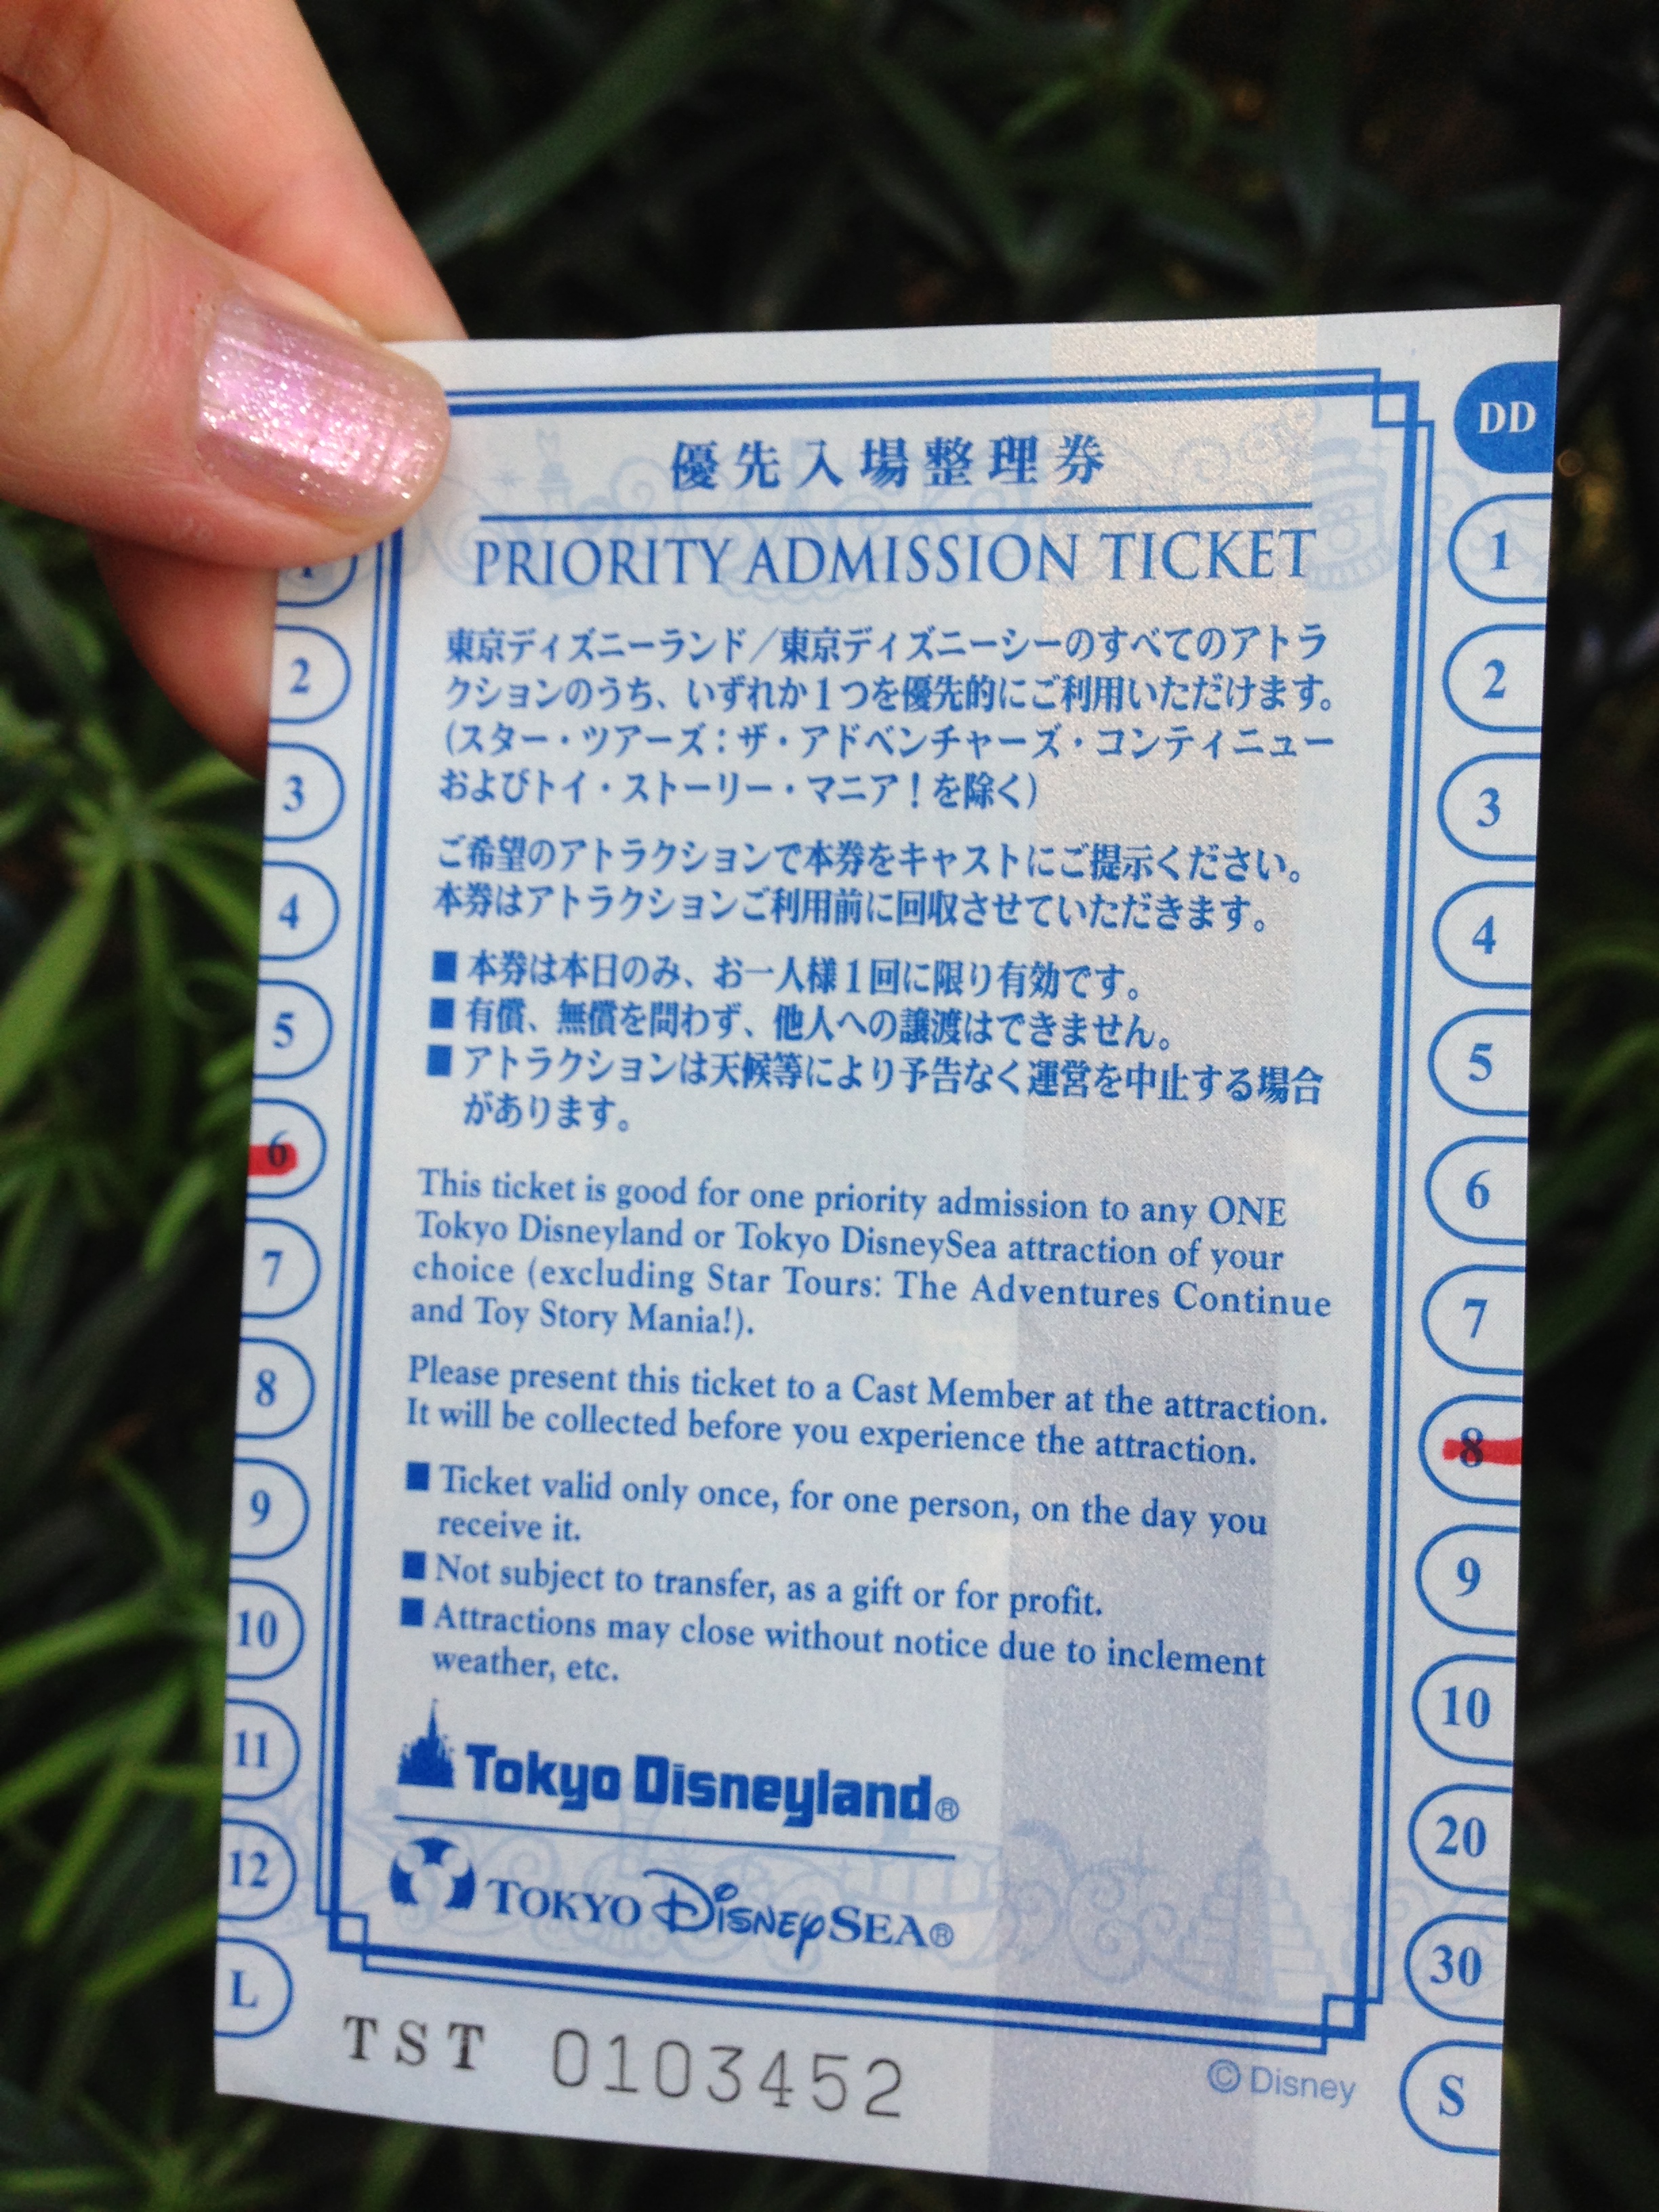 優先入場整理券
PRIORITY ADMISSION TICKET
東京ディズニーランド/東京ディズニーシーのすべてのアトラ
クションのうち、いずれか1つを優先的にご利用いただけます。
(スター・ツアーズ:ザ・アドベンチャーズ・コンティニュー
およびトイ・ストーリー・マニア!を除く)
ご希望のアトラクションで本券をキャストにご提示ください。
本券はアトラクションご利用前に回収させていただきます。
■ 本券は本日のみ、お一人様1回に限り有効です。
■ 有償、無償を問わず、他人への譲渡はできません。
■ アトラクションは天候等により予告なく運営を中止する場合
があります。
This ticket is good for one priority admission to any ONE
Tokyo Disneyland or Tokyo DisneySea attraction of your
choice (excluding Star Tours: The Adventures Continue
and Toy Story Mania!).
Please present this ticket to a Cast Member at the attraction.
It will be collected before you experience the attraction.
■ Ticket valid only once, for one person, on the day you
receive it.
■ Not subject to transfer, as a gift or for profit.
■ Attractions may close without notice due to inclement
weather, etc.
Tokyo Disneyland®
TOKYO DISNEYSEA®
TST 0103452
© Disney
2
3
4
5
6
7
8
9
10
11
12
L
DD
1
2
3
4
5
6
7
8
9
10
20
30
S